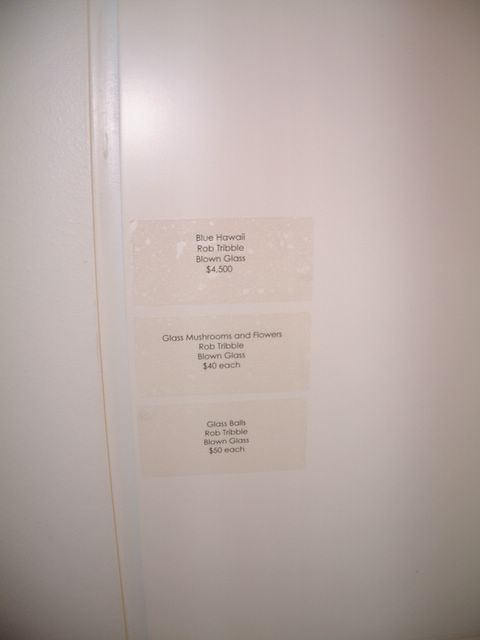 Blue Hawaii
Rob Tribble
Blown Glass
$4,500
Glass Mushrooms and Flowers
Rob Tribble
Blown Glass
$40 each
Glass Balls
Rob Tribble
Blown Glass
$50 each